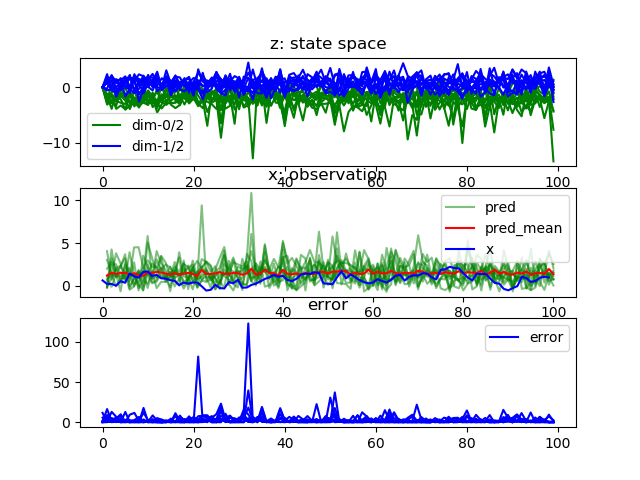 z: state space
0
−10
dim-0/2
dim-1/2
0 20 40 60 80 100
x: observation
10
5
0
pred
pred_mean
x
0 20 40 60 80 100
error
100
50
0
error
0 20 40 60 80 100